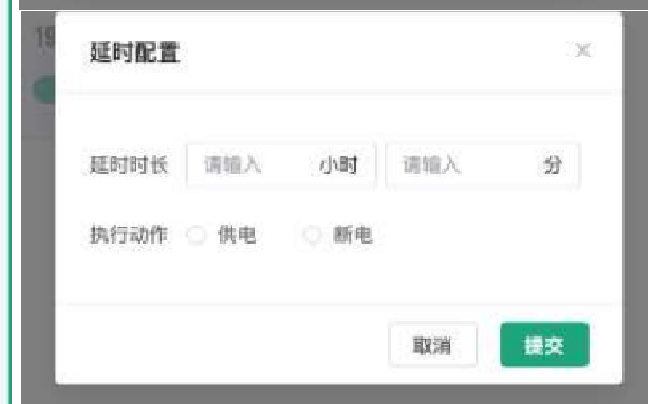 19
延时配置
延时时长 请输入 小时 请输入 分
执行动作 供电 断电
取消 提交